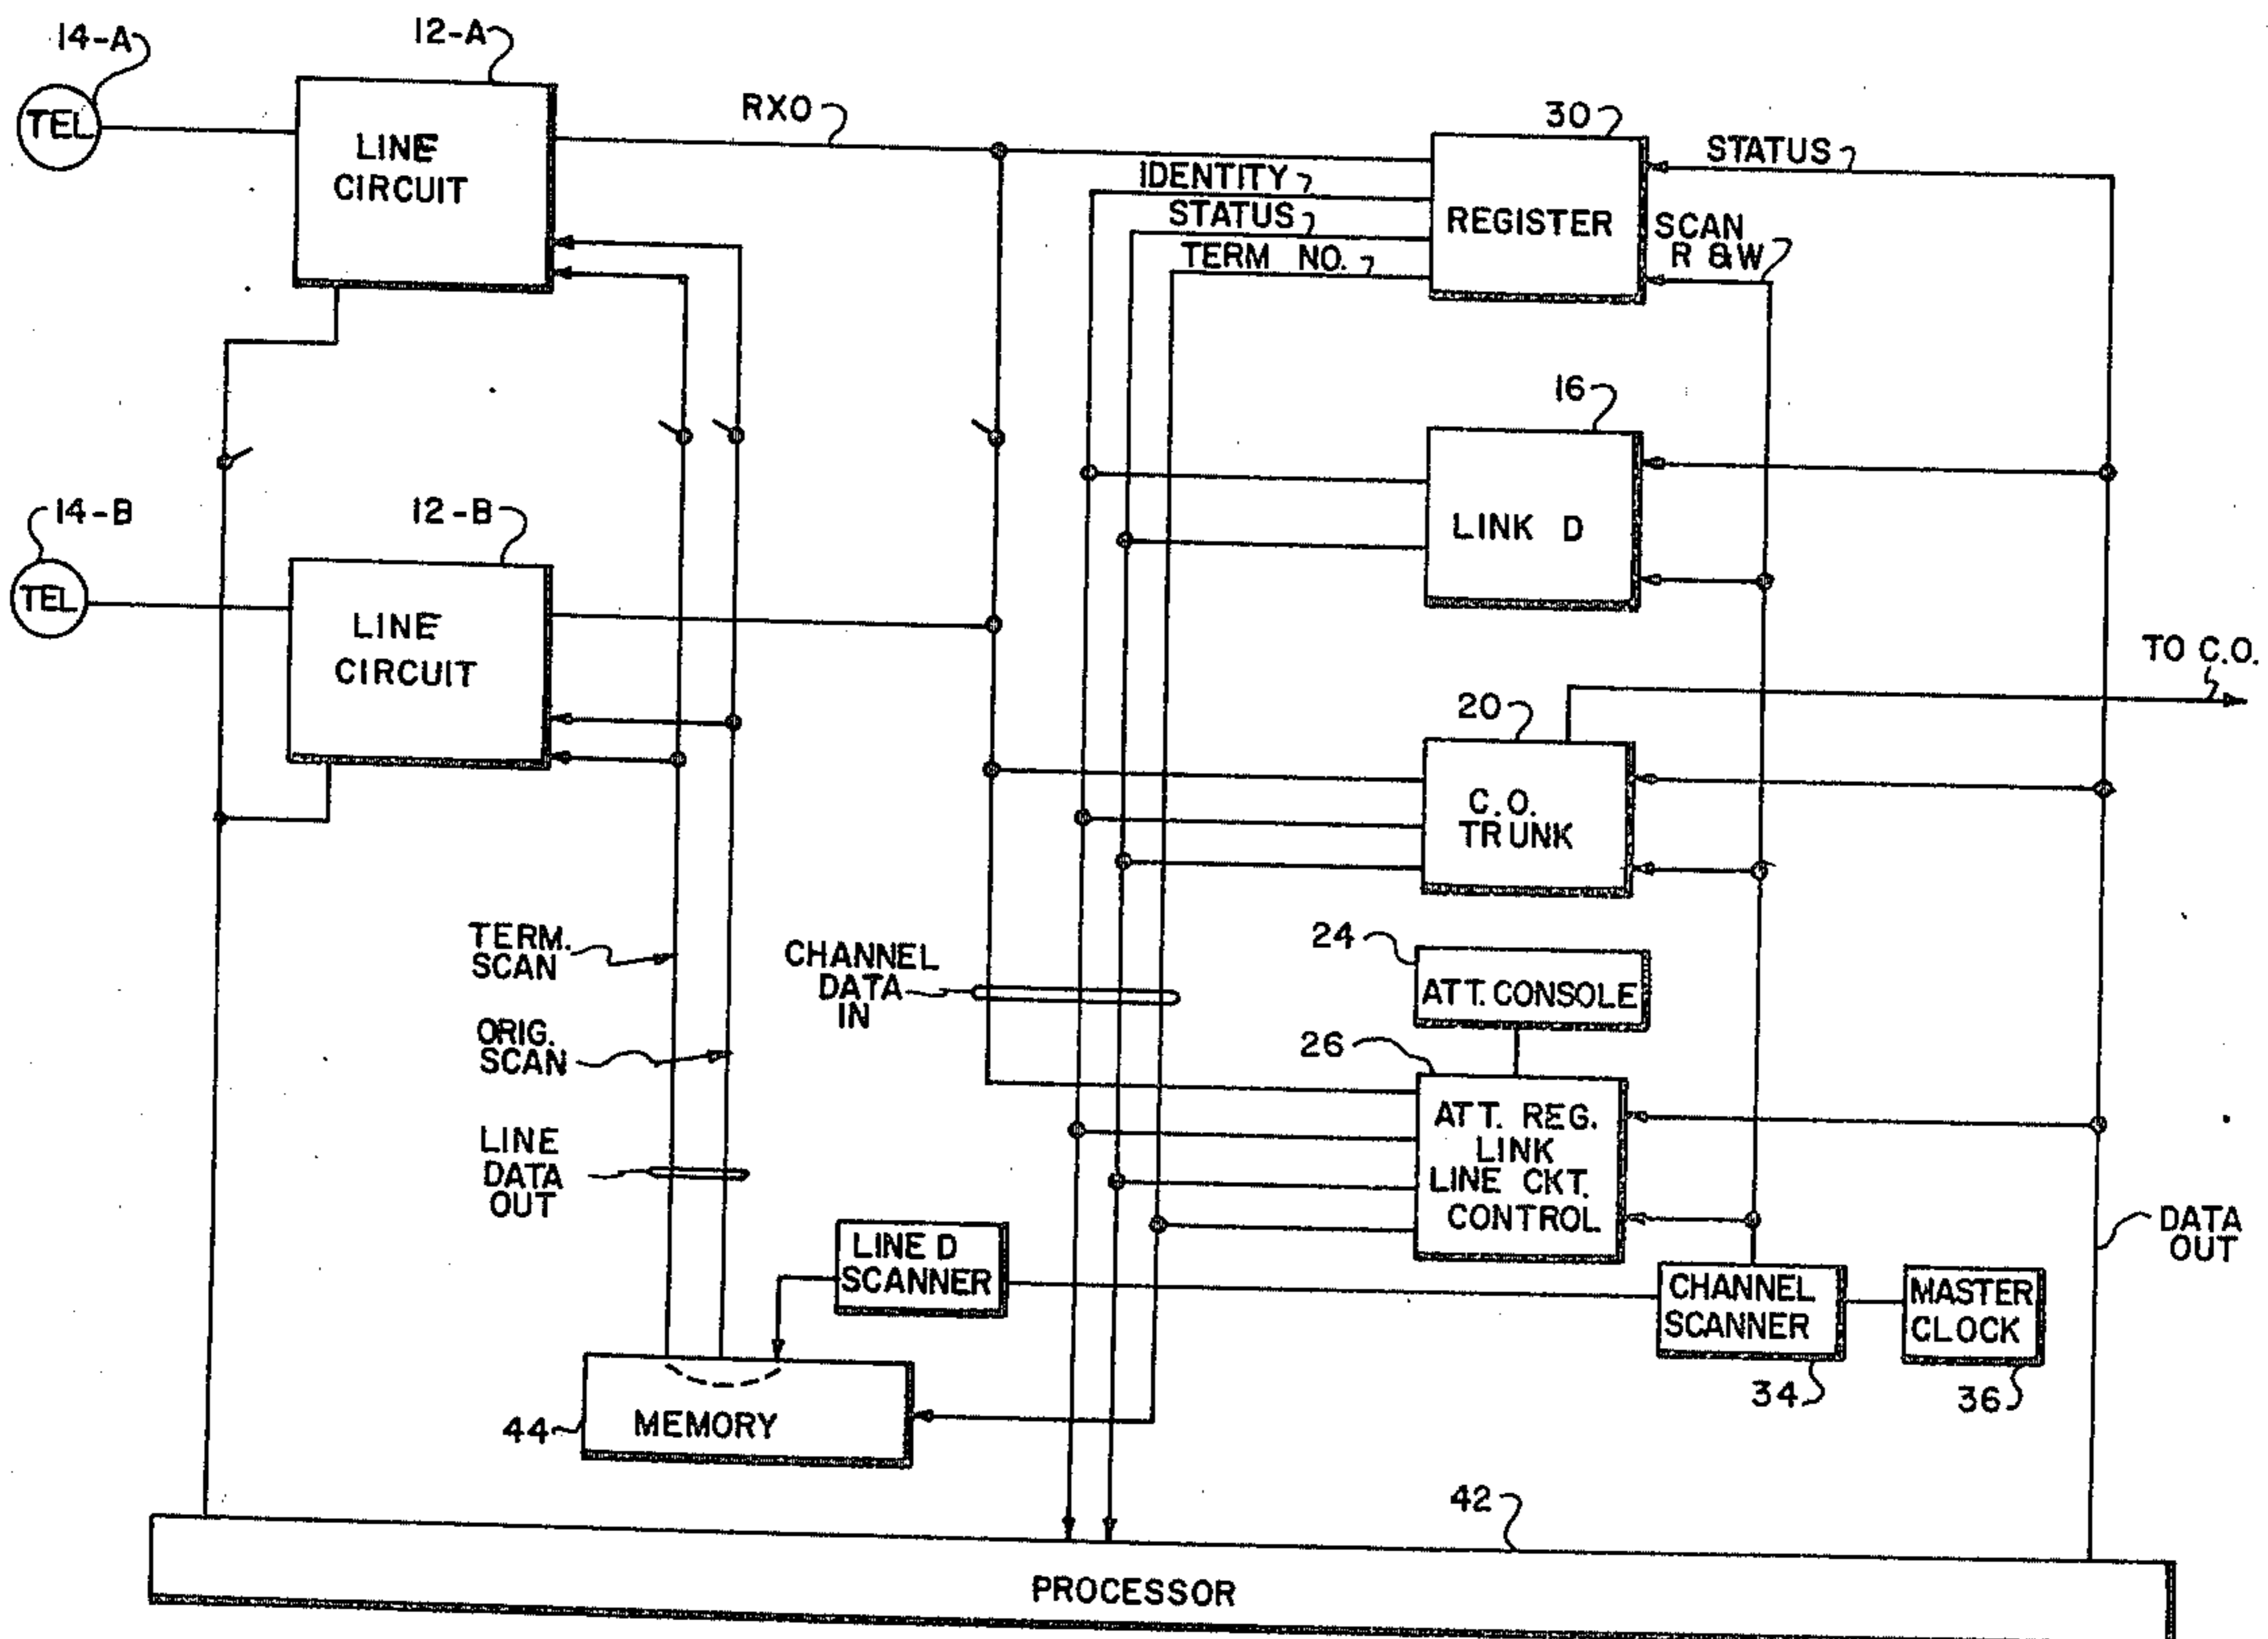 14-A
12-A
TEL
LINE
CIRCUIT
RXO
30
STATUS
IDENTITY
STATUS
TERM NO.
REGISTER
SCAN
R & W
16
LINK D
14-B
12-B
TEL
LINE
CIRCUIT
TO C.O.
20
C.O.
TRUNK
TERM.
SCAN
CHANNEL
DATA
IN
24
ATT. CONSOLE
ORIG.
SCAN
26
ATT. REG.
LINK
LINE CKT.
CONTROL
LINE
DATA
OUT
DATA
OUT
LINE D
SCANNER
CHANNEL
SCANNER
MASTER
CLOCK
34
36
44
MEMORY
42
PROCESSOR